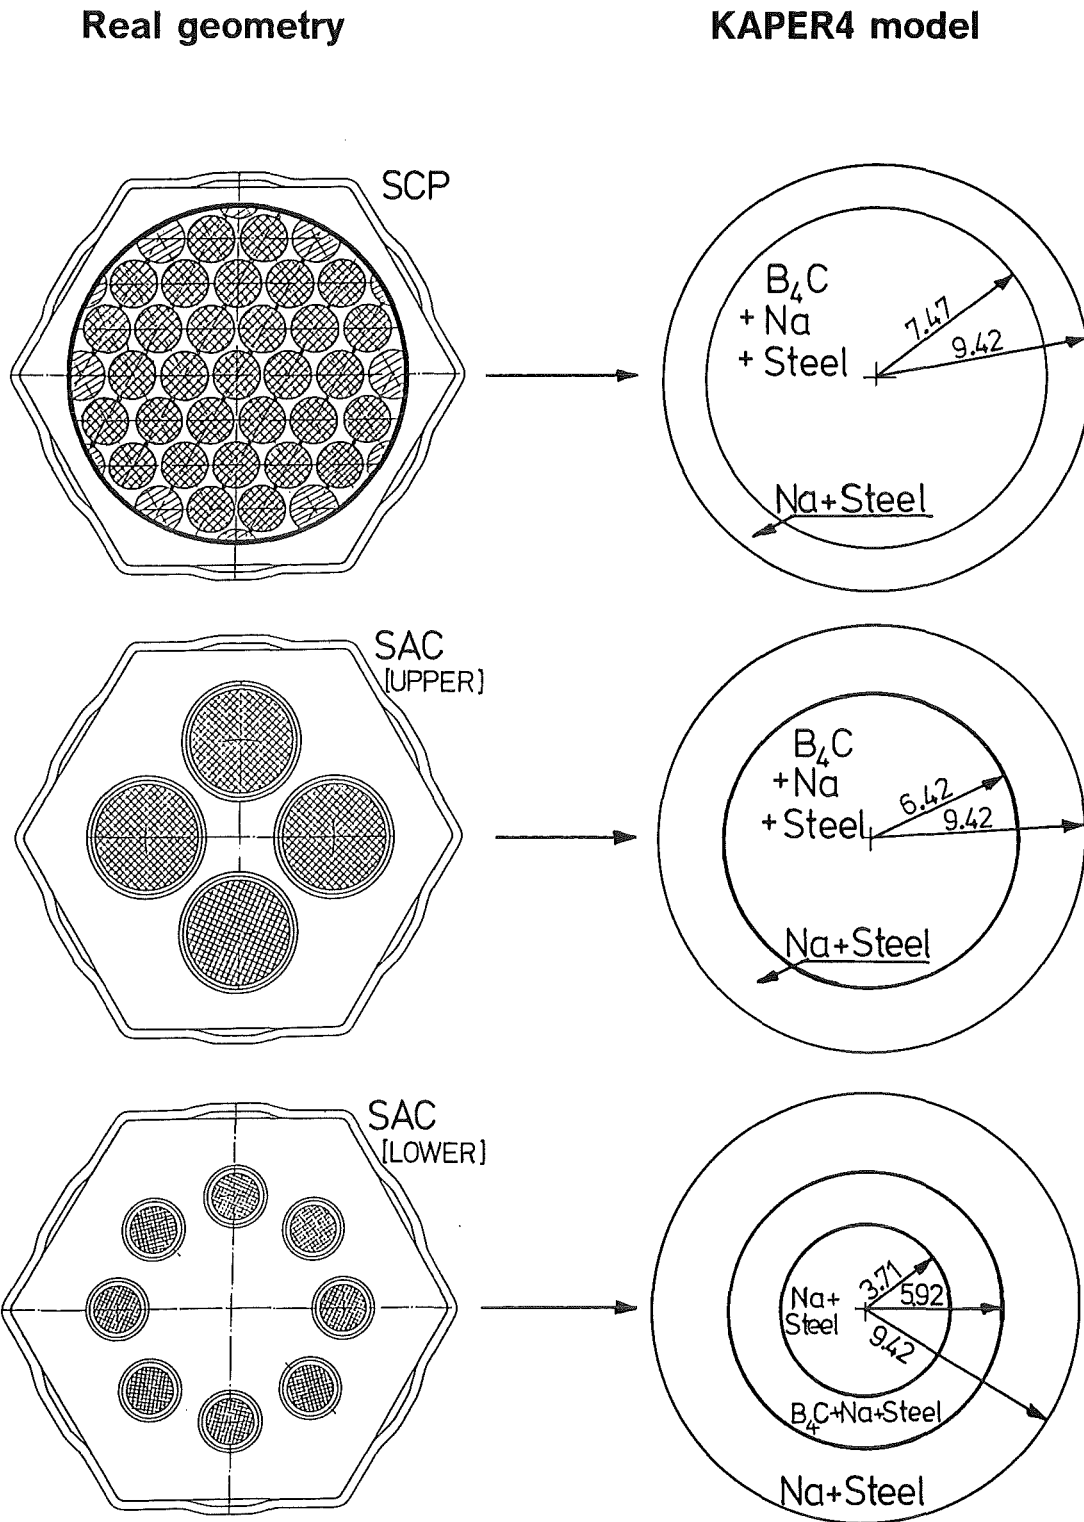 Real geometry
KAPER4 model
SCP
B₄C
+ Na
+ Steel
7.47
9.42
Na+Steel
SAC
[UPPER]
B₄C
+Na
+Steel
6.42
9.42
Na+Steel
SAC
[LOWER]
3.71
5.92
9.42
Na+
Steel
B₄C+Na+Steel
Na+Steel